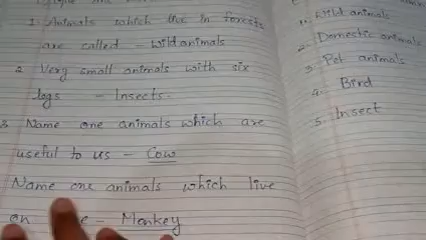 1. Animals which live in forests
are called - wild animals
2. Very small animals with six
legs - Insects.
3. Name one animals which are
useful to us - Cow
Name one animals which live
on - Monkey
1. Wild animals
2. Domestic animals
3. Pet animals
4. Bird
5. Insect